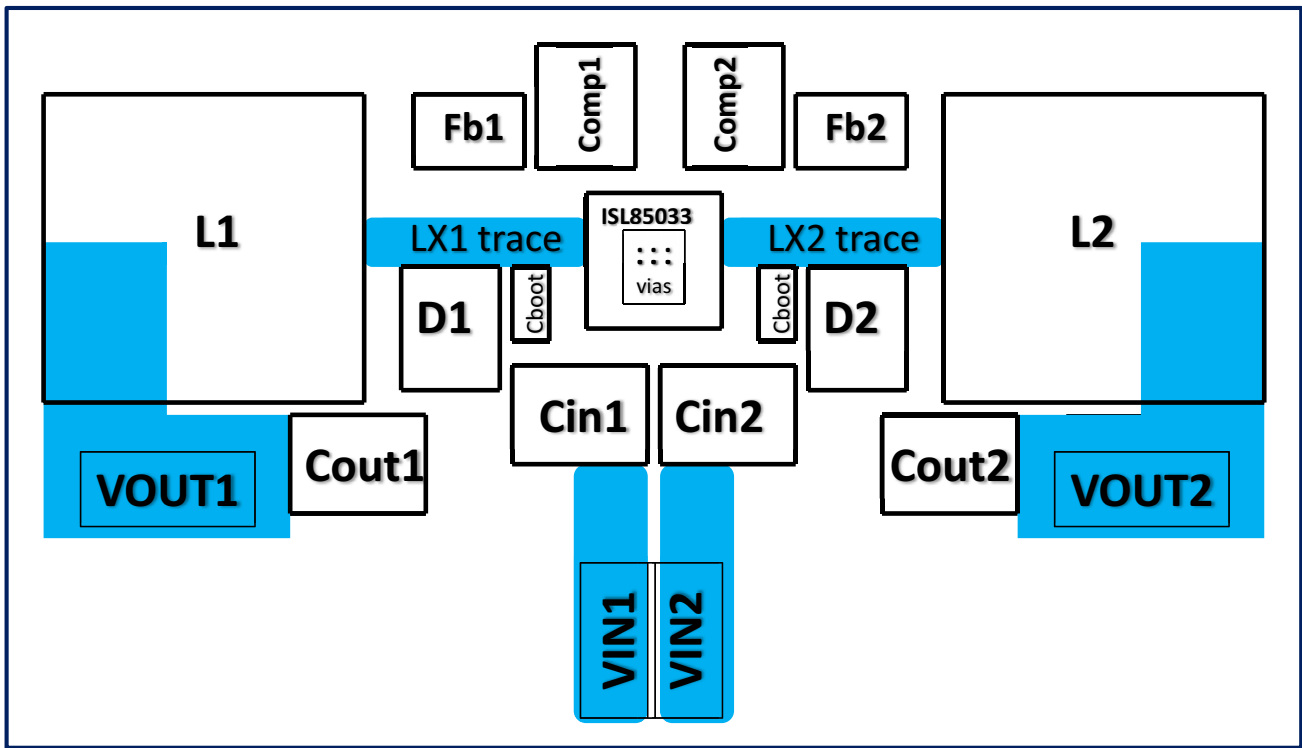 Comp1
Comp2
Fb1
Fb2
L1
LX1 trace
ISL85033
vias
LX2 trace
L2
D1
Cboot
Cboot
D2
Cin1
Cin2
VOUT1
Cout1
Cout2
VOUT2
VIN1
VIN2